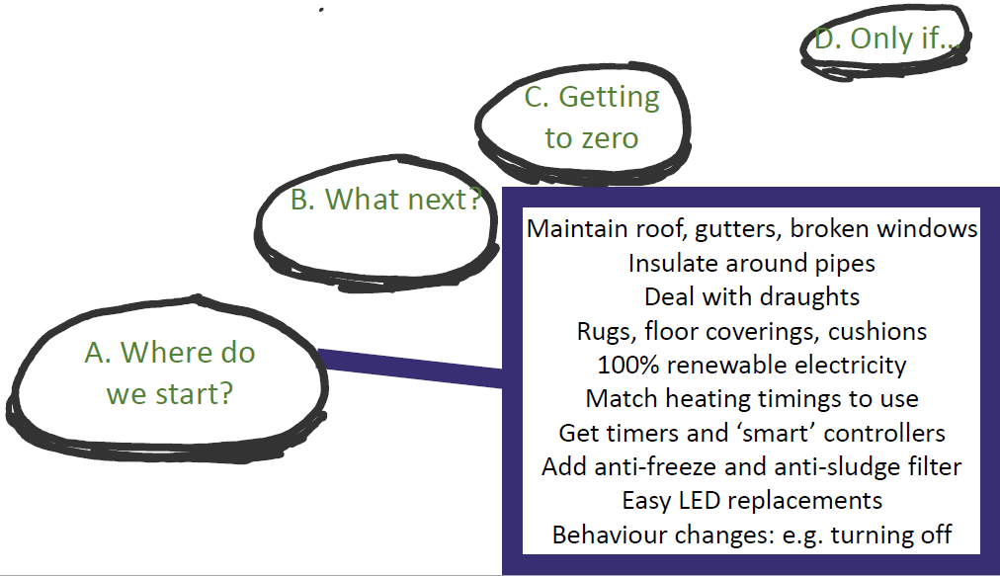 D. Only if...
C. Getting
to zero
B. What next?
A. Where do
we start?
Maintain roof, gutters, broken windows
Insulate around pipes
Deal with draughts
Rugs, floor coverings, cushions
100% renewable electricity
Match heating timings to use
Get timers and ‘smart’ controllers
Add anti-freeze and anti-sludge filter
Easy LED replacements
Behaviour changes: e.g. turning off